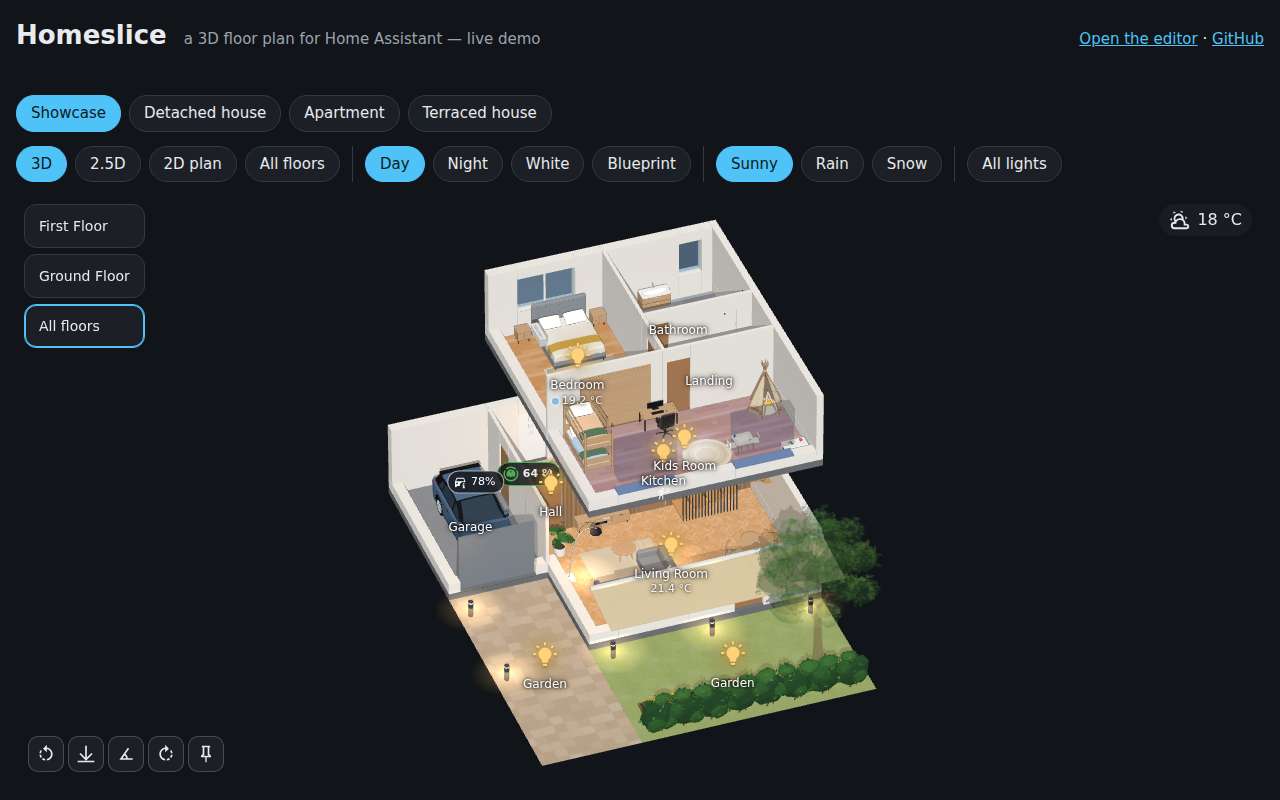 Homeslice a 3D floor plan for Home Assistant — live demo
Open the editor · GitHub
Showcase Detached house Apartment Terraced house
3D 2.5D 2D plan All floors Day Night White Blueprint Sunny Rain Snow All lights
First Floor
18 °C
Ground Floor
All floors
Bathroom
Landing
Bedroom
19.2 °C
Kids Room
Kitchen
64 %
78%
Hall
Garage
Living Room
21.4 °C
Garden
Garden